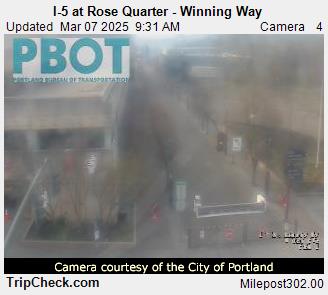 I-5 at Rose Quarter - Winning Way
Updated Mar 07 2025 9:31 AM Camera 4
PBOT
PORTLAND BUREAU OF TRANSPORTATION
Camera courtesy of the City of Portland
TripCheck.com Milepost302.00